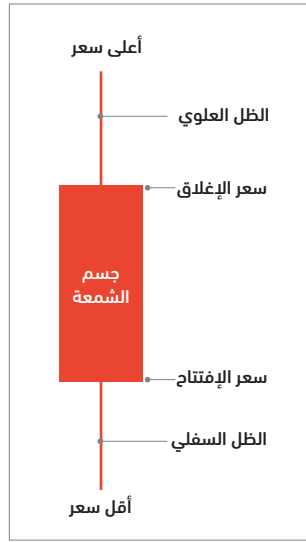 أعلى سعر
الظل العلوي
سعر الإغلاق
جسم
الشمعة
سعر الإفتتاح
الظل السفلي
أقل سعر